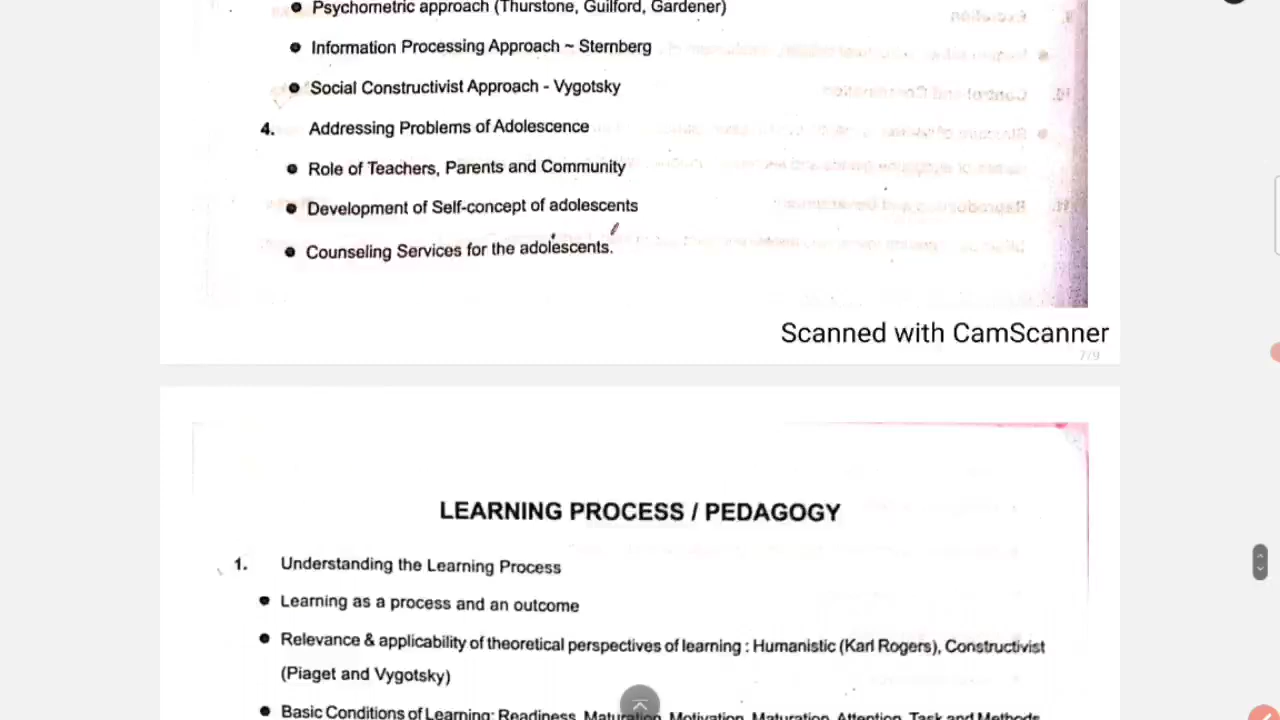 • Psychometric approach (Thurstone, Guilford, Gardener)
• Information Processing Approach ~ Sternberg
• Social Constructivist Approach - Vygotsky
4. Addressing Problems of Adolescence
• Role of Teachers, Parents and Community
• Development of Self-concept of adolescents
• Counseling Services for the adolescents.
Scanned with CamScanner
7/9
LEARNING PROCESS / PEDAGOGY
1. Understanding the Learning Process
• Learning as a process and an outcome
• Relevance & applicability of theoretical perspectives of learning : Humanistic (Karl Rogers), Constructivist
(Piaget and Vygotsky)
• Basic Conditions of Learning: Readiness, Maturation, Motivation, Maturation, Attention, Task and Methods